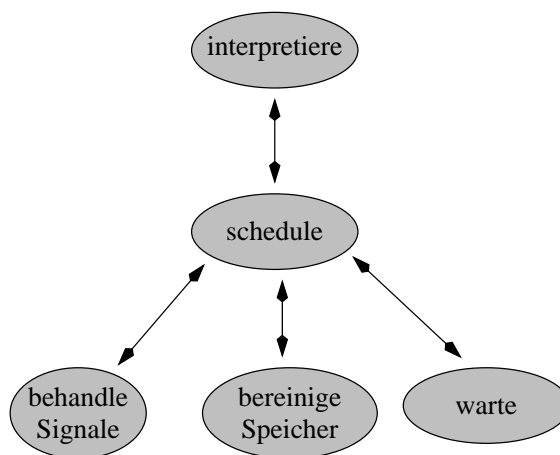 interpretiere
schedule
behandle
Signale
bereinige
Speicher
warte